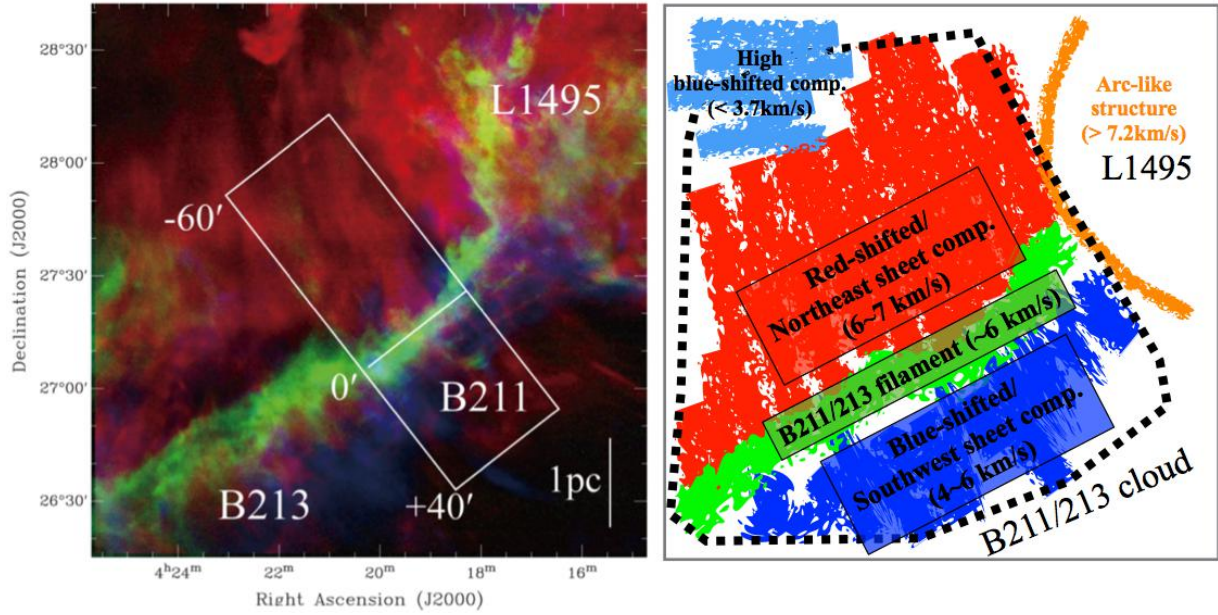 28°30′
28°00′
27°30′
27°00′
26°30′
Declination (J2000)
4ʰ24ᵐ
22ᵐ
20ᵐ
18ᵐ
16ᵐ
Right Ascension (J2000)
L1495
-60′
0′
B211
B213
+40′
1pc
High
blue-shifted comp.
(< 3.7km/s)
Arc-like
structure
(> 7.2km/s)
L1495
Red-shifted/
Northeast sheet comp.
(6~7 km/s)
B211/213 filament (~6 km/s)
Blue-shifted/
Southwest sheet comp.
(4~6 km/s)
B211/213 cloud